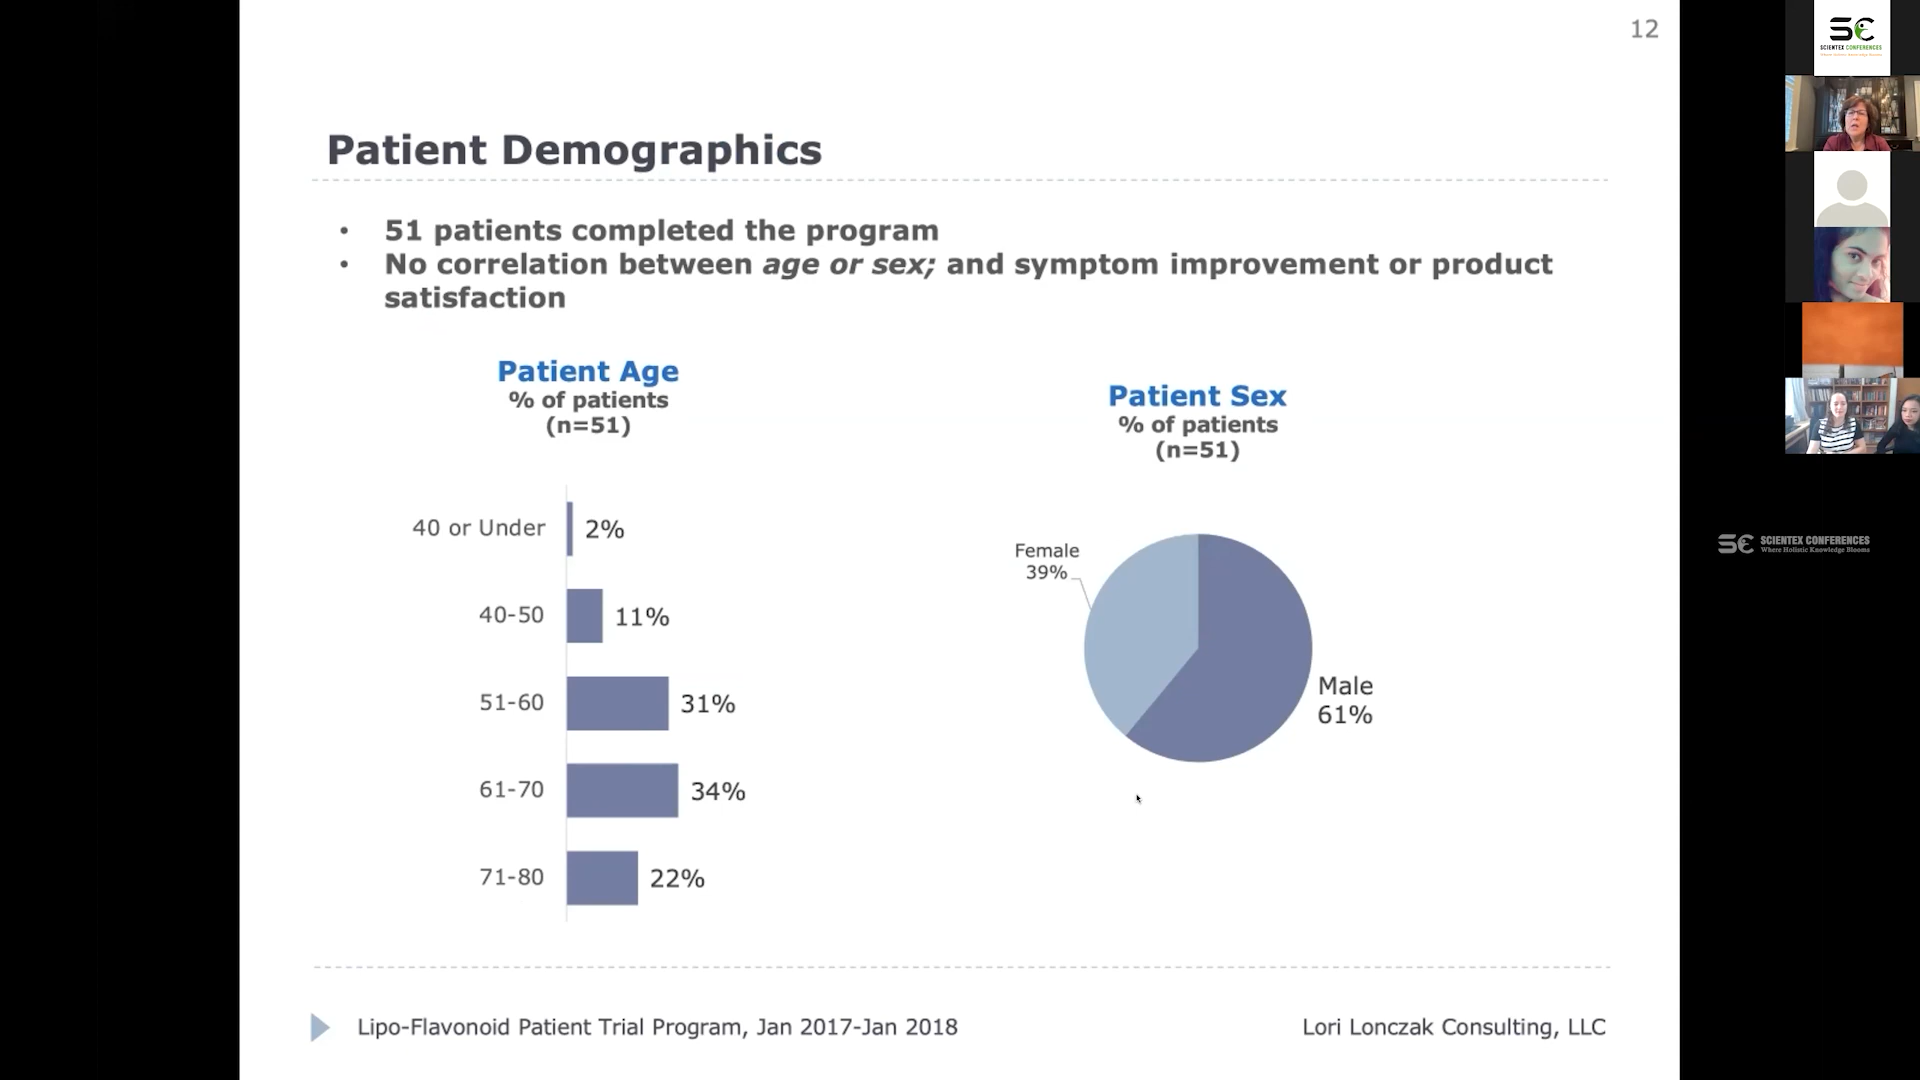 12
SCIENTEX CONFERENCES
Patient Demographics
• 51 patients completed the program
• No correlation between age or sex; and symptom improvement or product
satisfaction
Patient Age
% of patients
(n=51)
40 or Under 2%
40-50 11%
51-60 31%
61-70 34%
71-80 22%
Patient Sex
% of patients
(n=51)
Female
39%
Male
61%
SCIENTEX CONFERENCES
Where Holistic Knowledge Blooms
Lipo-Flavonoid Patient Trial Program, Jan 2017-Jan 2018
Lori Lonczak Consulting, LLC